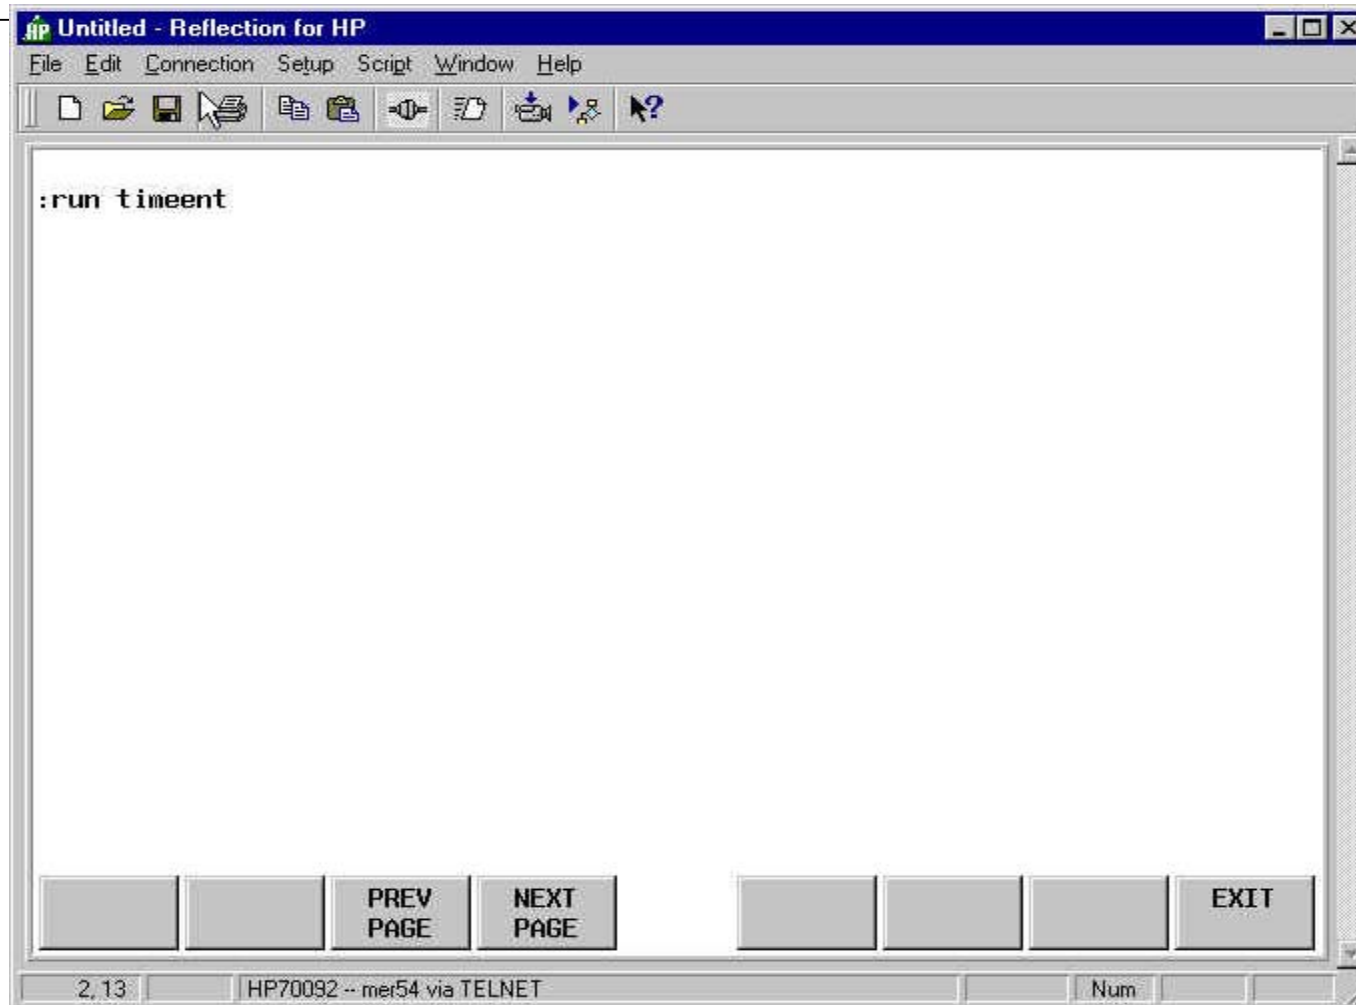 Untitled - Reflection for HP
File Edit Connection Setup Script Window Help
:run timeent
PREV PAGE NEXT PAGE EXIT
2, 13 HP70092 -- mer54 via TELNET Num